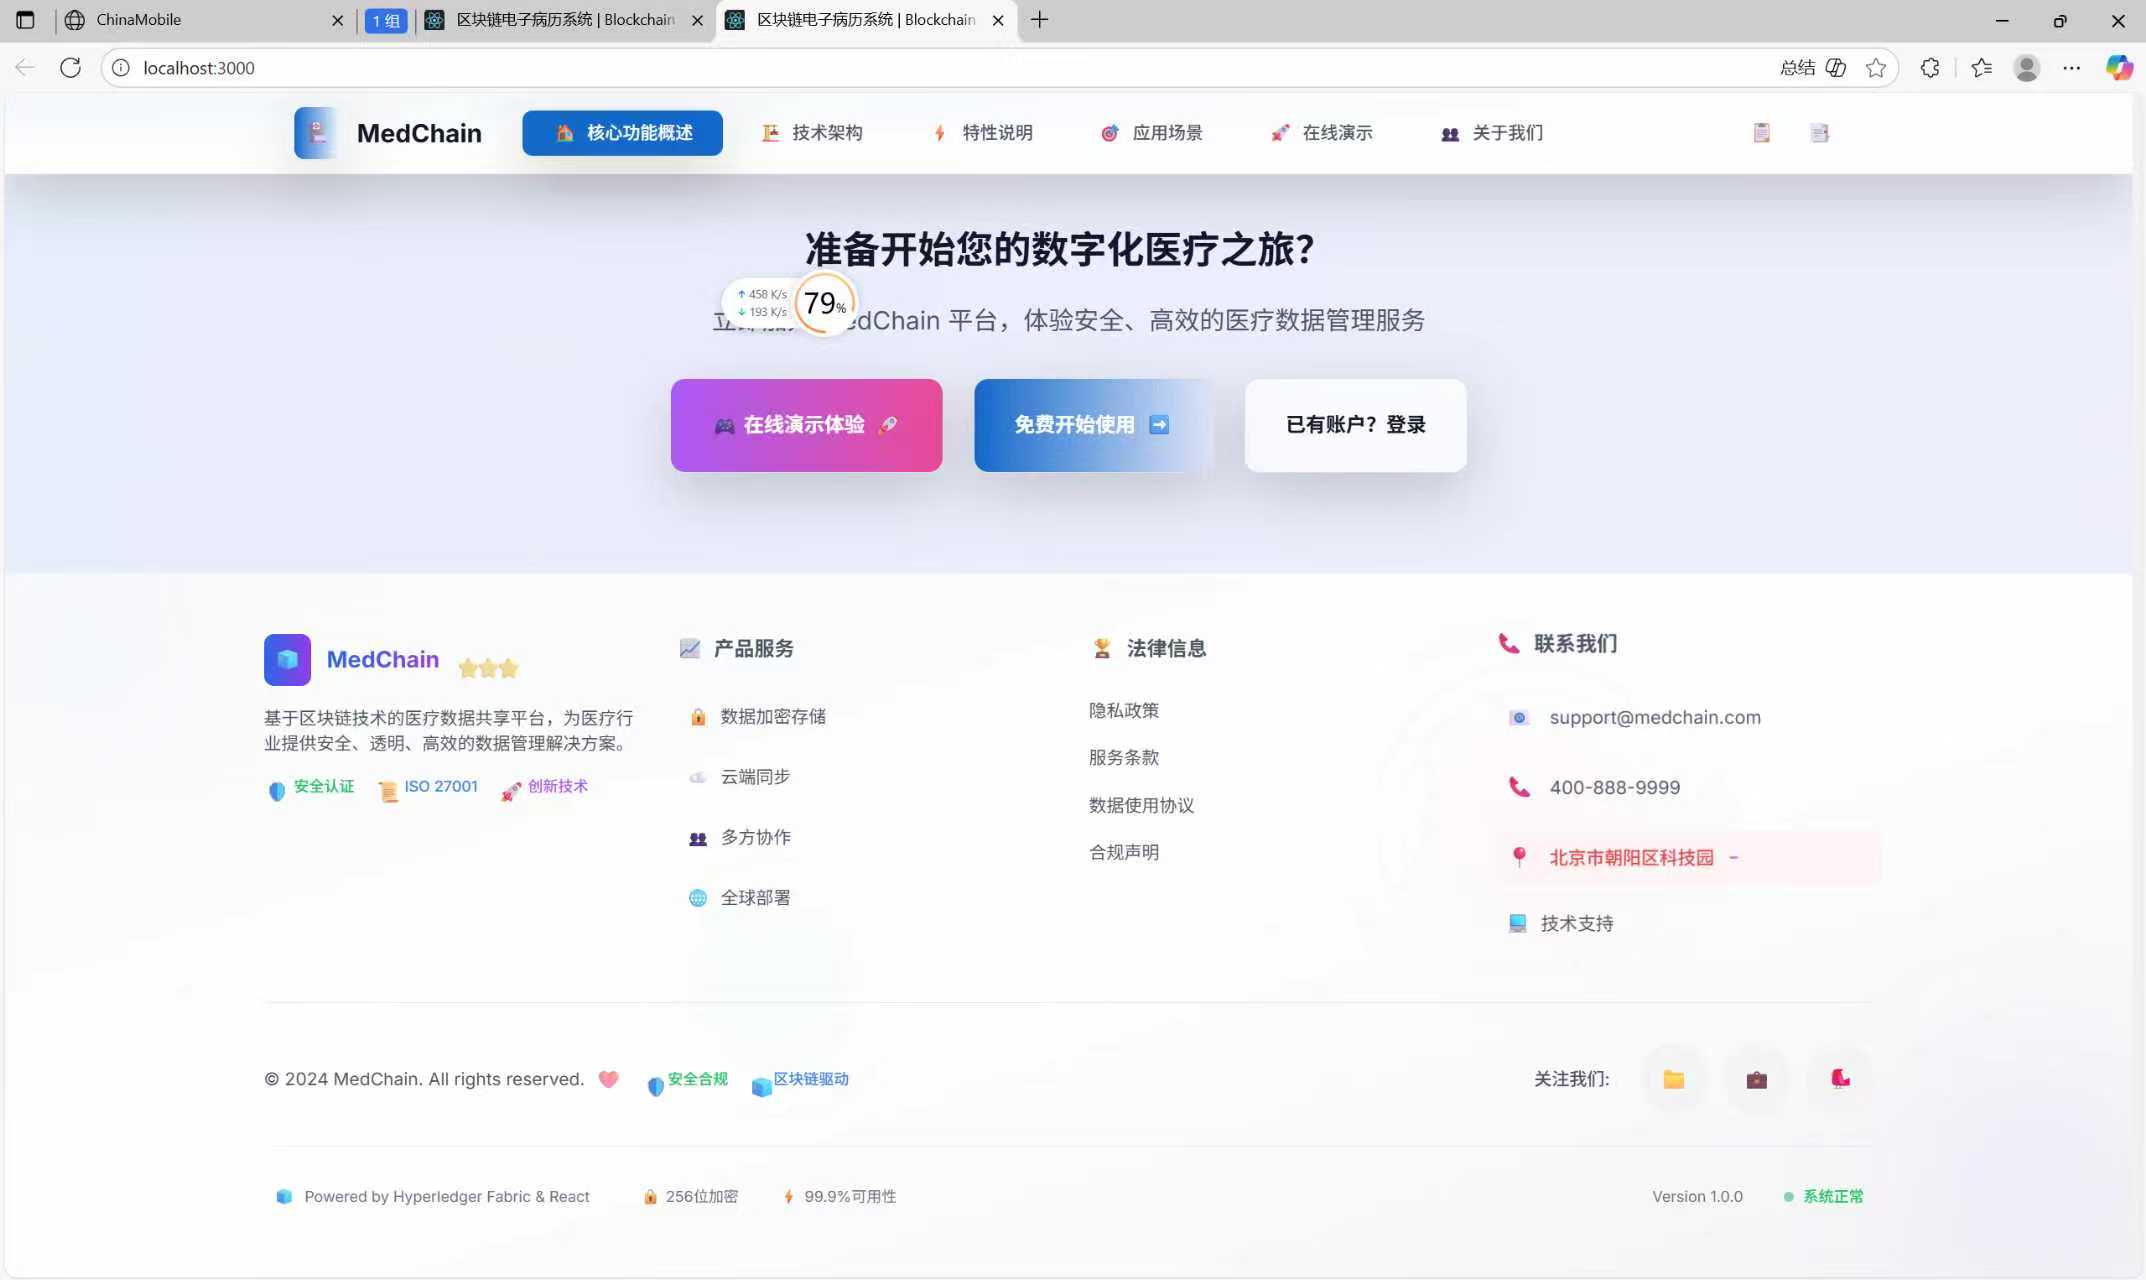 ChinaMobile
1 组
区块链电子病历系统 | Blockchain
区块链电子病历系统 | Blockchain
localhost:3000
总结
MedChain
核心功能概述
技术架构
特性说明
应用场景
在线演示
关于我们
准备开始您的数字化医疗之旅？
458 K/s
193 K/s
79%
dChain 平台，体验安全、高效的医疗数据管理服务
在线演示体验
免费开始使用
已有账户？登录
MedChain
基于区块链技术的医疗数据共享平台，为医疗行
业提供安全、透明、高效的数据管理解决方案。
安全认证
ISO 27001
创新技术
产品服务
数据加密存储
云端同步
多方协作
全球部署
法律信息
隐私政策
服务条款
数据使用协议
合规声明
联系我们
support@medchain.com
400-888-9999
北京市朝阳区科技园
技术支持
© 2024 MedChain. All rights reserved.
安全合规
区块链驱动
关注我们:
Powered by Hyperledger Fabric & React
256位加密
99.9%可用性
Version 1.0.0
系统正常